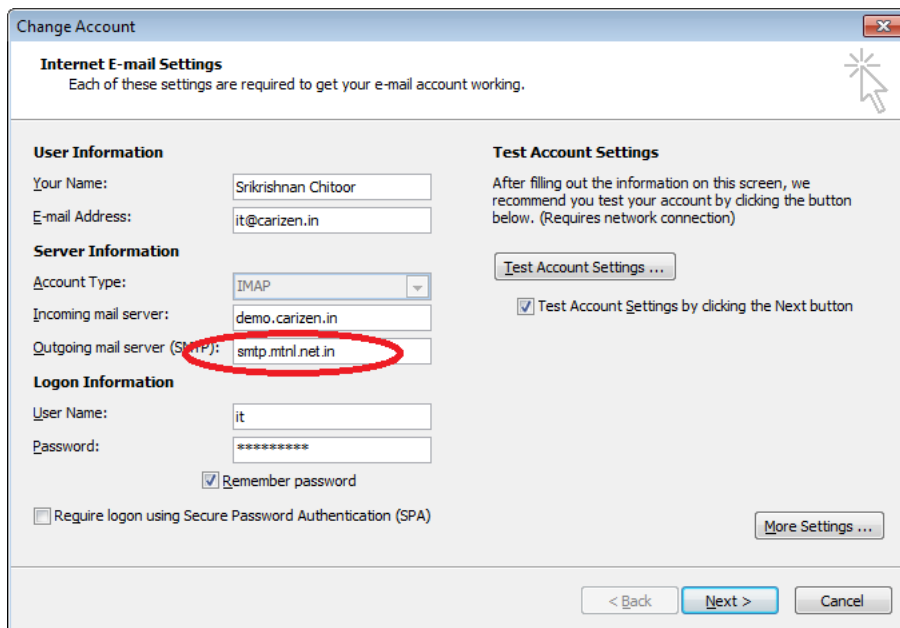 Change Account
Internet E-mail Settings
Each of these settings are required to get your e-mail account working.
User Information
Your Name: Srikrishnan Chitoor
E-mail Address: it@carizen.in
Server Information
Account Type: IMAP
Incoming mail server: demo.carizen.in
Outgoing mail server (SMTP): smtp.mtnl.net.in
Logon Information
User Name: it
Password: *********
Remember password
Require logon using Secure Password Authentication (SPA)
Test Account Settings
After filling out the information on this screen, we
recommend you test your account by clicking the button
below. (Requires network connection)
Test Account Settings ...
Test Account Settings by clicking the Next button
More Settings ...
< Back Next > Cancel